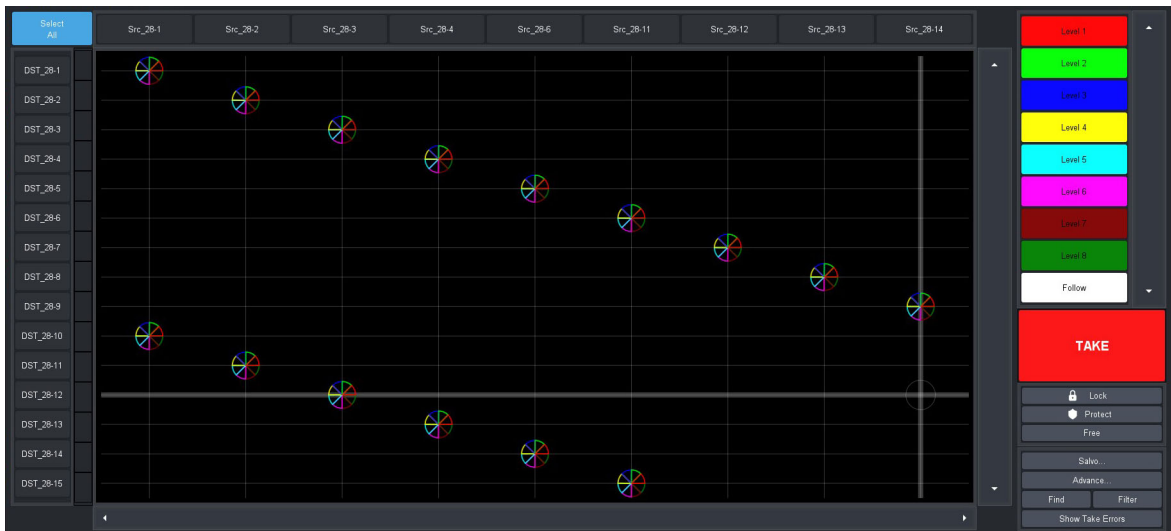 Select
All
Src_28-1 Src_28-2 Src_28-3 Src_28-4 Src_28-6 Src_28-11 Src_28-12 Src_28-13 Src_28-14
DST_28-1
DST_28-2
DST_28-3
DST_28-4
DST_28-5
DST_28-6
DST_28-7
DST_28-8
DST_28-9
DST_28-10
DST_28-11
DST_28-12
DST_28-13
DST_28-14
DST_28-15
Level 1
Level 2
Level 3
Level 4
Level 5
Level 6
Level 7
Level 8
Follow
TAKE
Lock
Protect
Free
Salvo...
Advance...
Find Filter
Show Take Errors